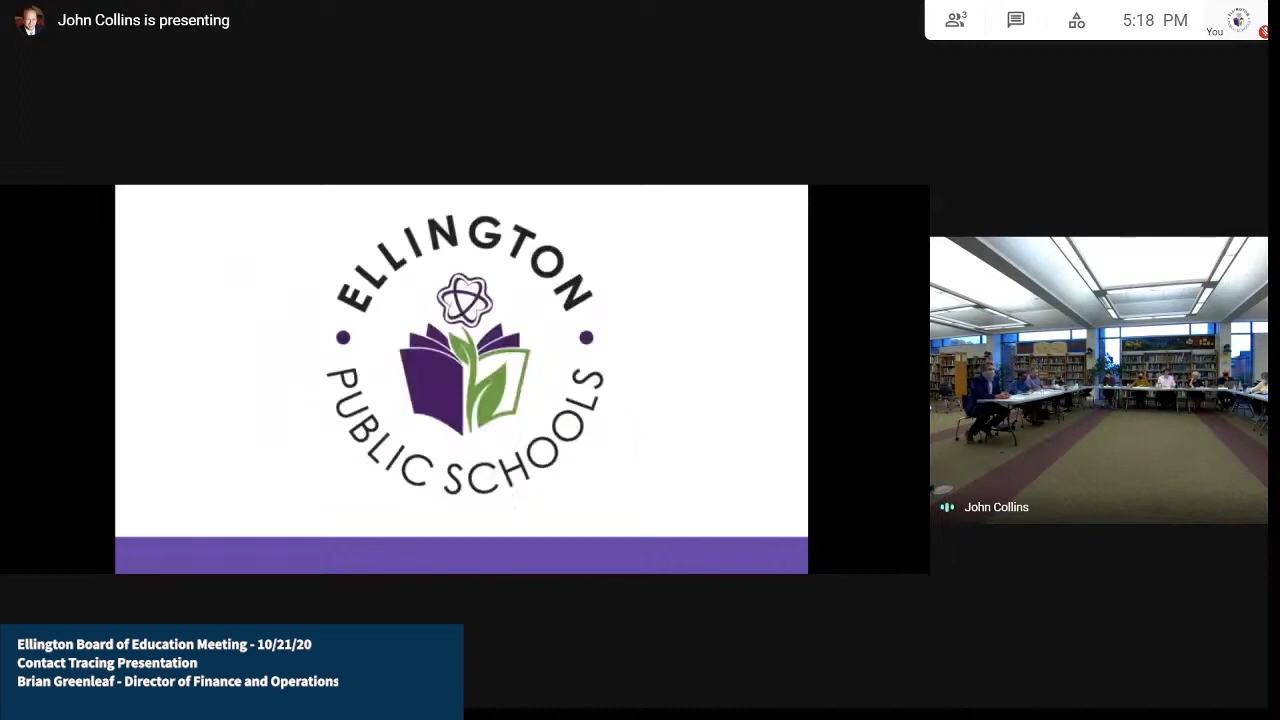 John Collins is presenting
3
5:18 PM
You
ELLINGTON
PUBLIC SCHOOLS
John Collins
Ellington Board of Education Meeting - 10/21/20
Contact Tracing Presentation
Brian Greenleaf - Director of Finance and Operations